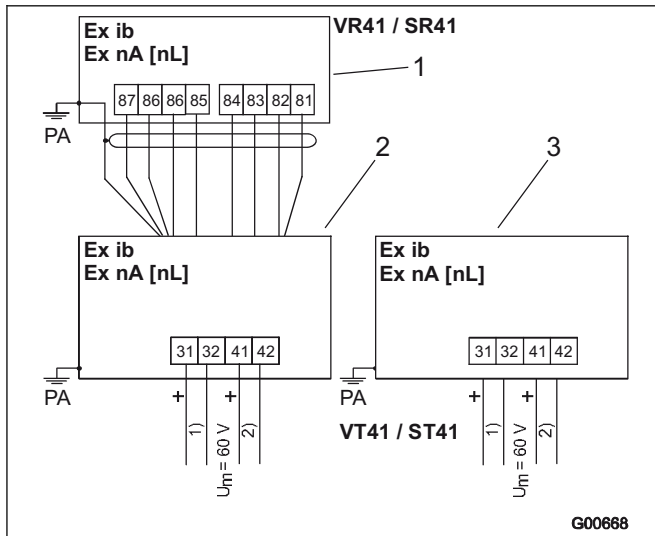 Ex ib
Ex nA [nL]
VR41 / SR41
1
87 86 86 85 84 83 82 81
PA
2
3
Ex ib
Ex nA [nL]
Ex ib
Ex nA [nL]
31 32 41 42
31 32 41 42
PA
PA
+ 1) Um = 60 V + 2)
VT41 / ST41
+ 1) Um = 60 V + 2)
G00668